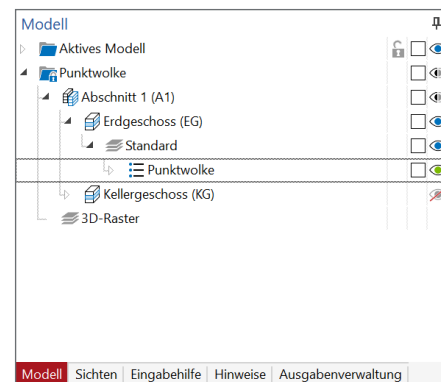 Modell
Aktives Modell
Punktwolke
Abschnitt 1 (A1)
Erdgeschoss (EG)
Standard
Punktwolke
Kellergeschoss (KG)
3D-Raster
Modell Sichten Eingabehilfe Hinweise Ausgabenverwaltung